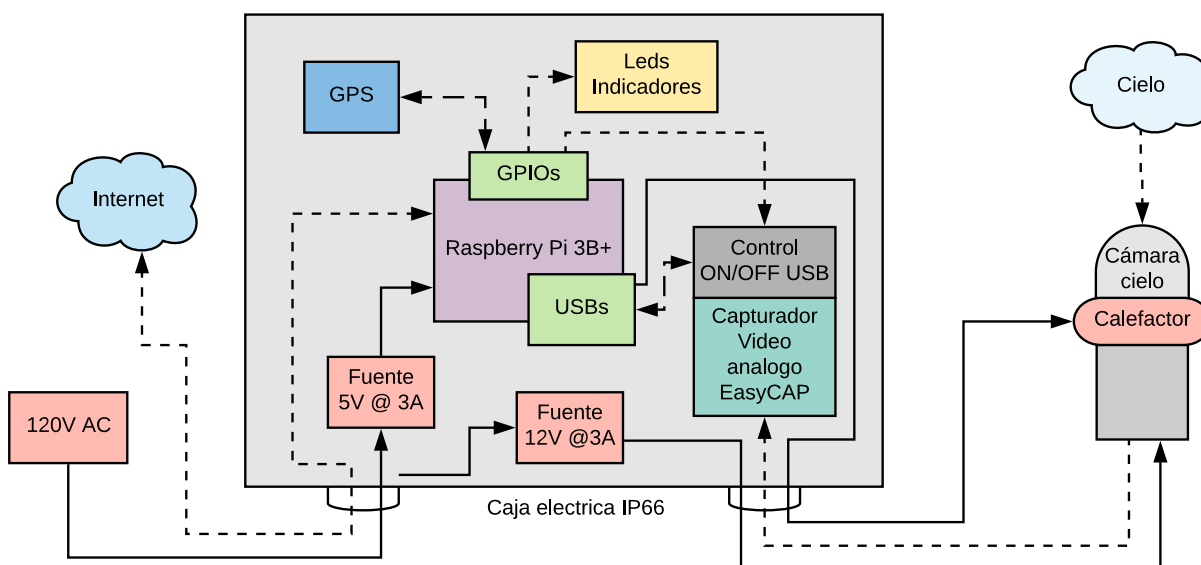 Leds
Indicadores
GPS
Cielo
GPIOs
Internet
Raspberry Pi 3B+
Control
ON/OFF USB
Cámara
cielo
USBs
Capturador
Video
analogo
EasyCAP
Calefactor
Fuente
5V @ 3A
Fuente
12V @3A
120V AC
Caja electrica IP66